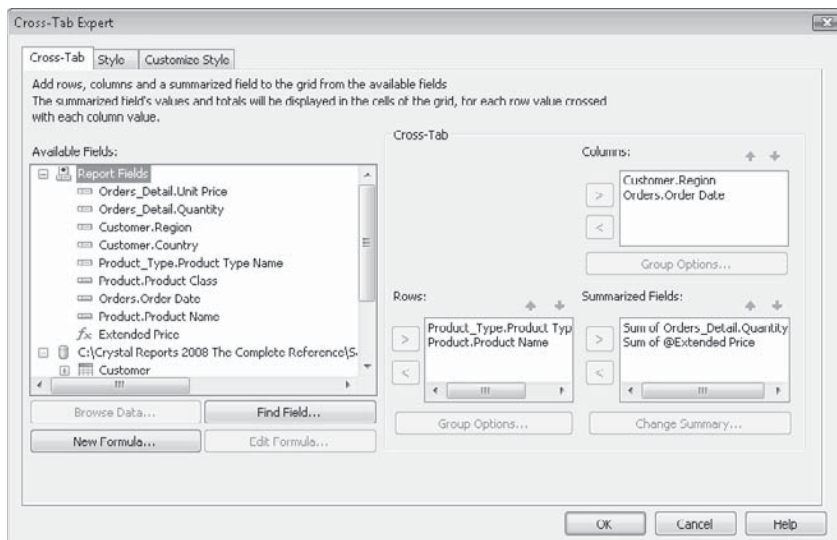 Cross-Tab Expert
Cross-Tab
Style
Customize Style
Add rows, columns and a summarized field to the grid from the available fields
The summarized field's values and totals will be displayed in the cells of the grid, for each row value crossed
with each column value.
Available Fields:
Report Fields
Orders_Detail.Unit Price
Orders_Detail.Quantity
Customer.Region
Customer.Country
Product_Type.Product Type Name
Product.Product Class
Orders.Order Date
Product.Product Name
fx Extended Price
C:\Crystal Reports 2008 The Complete Reference\S
Customer
Browse Data...
Find Field...
New Formula...
Edit Formula...
Cross-Tab
Columns:
>
<
Customer.Region
Orders.Order Date
Group Options...
Rows:
>
<
Product_Type.Product Typ
Product.Product Name
Group Options...
Summarized Fields:
>
<
Sum of Orders_Detail.Quantity
Sum of @Extended Price
Change Summary...
OK
Cancel
Help